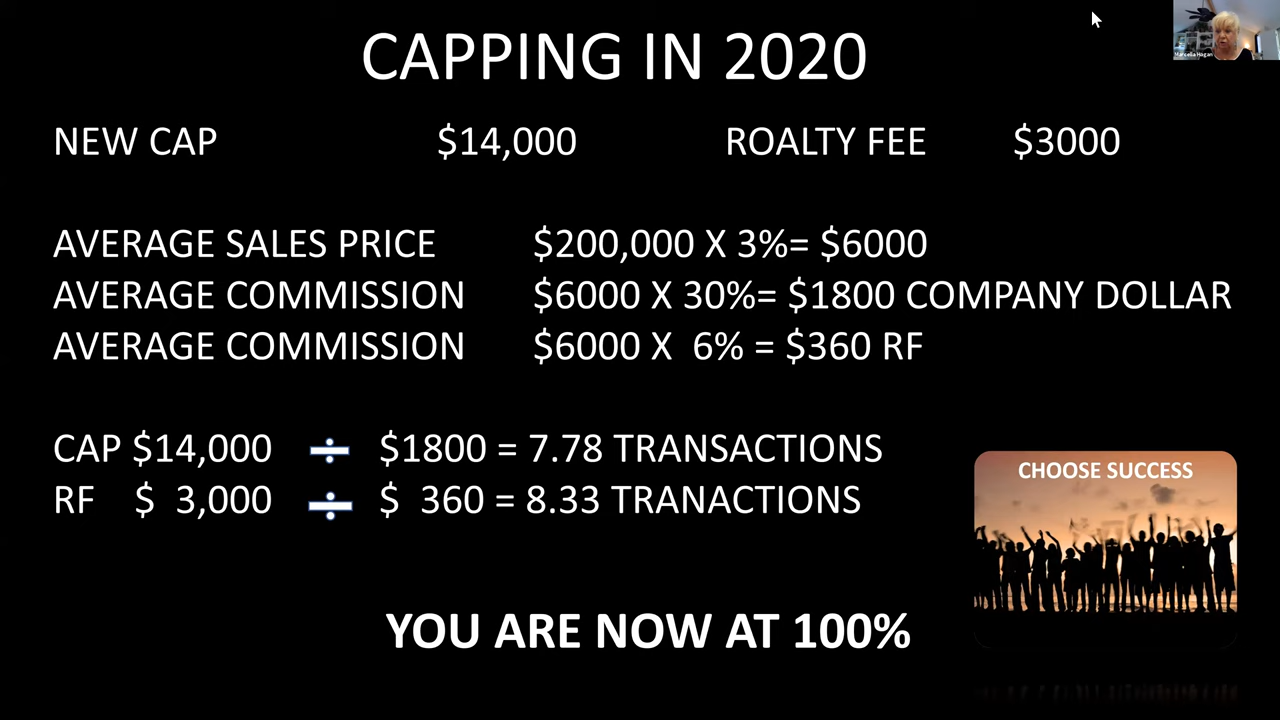 CAPPING IN 2020
Marcella Hogan
NEW CAP $14,000 ROALTY FEE $3000
AVERAGE SALES PRICE $200,000 X 3%= $6000
AVERAGE COMMISSION $6000 X 30%= $1800 COMPANY DOLLAR
AVERAGE COMMISSION $6000 X 6% = $360 RF
CAP $14,000 ÷ $1800 = 7.78 TRANSACTIONS
RF $ 3,000 ÷ $ 360 = 8.33 TRANACTIONS
CHOOSE SUCCESS
YOU ARE NOW AT 100%